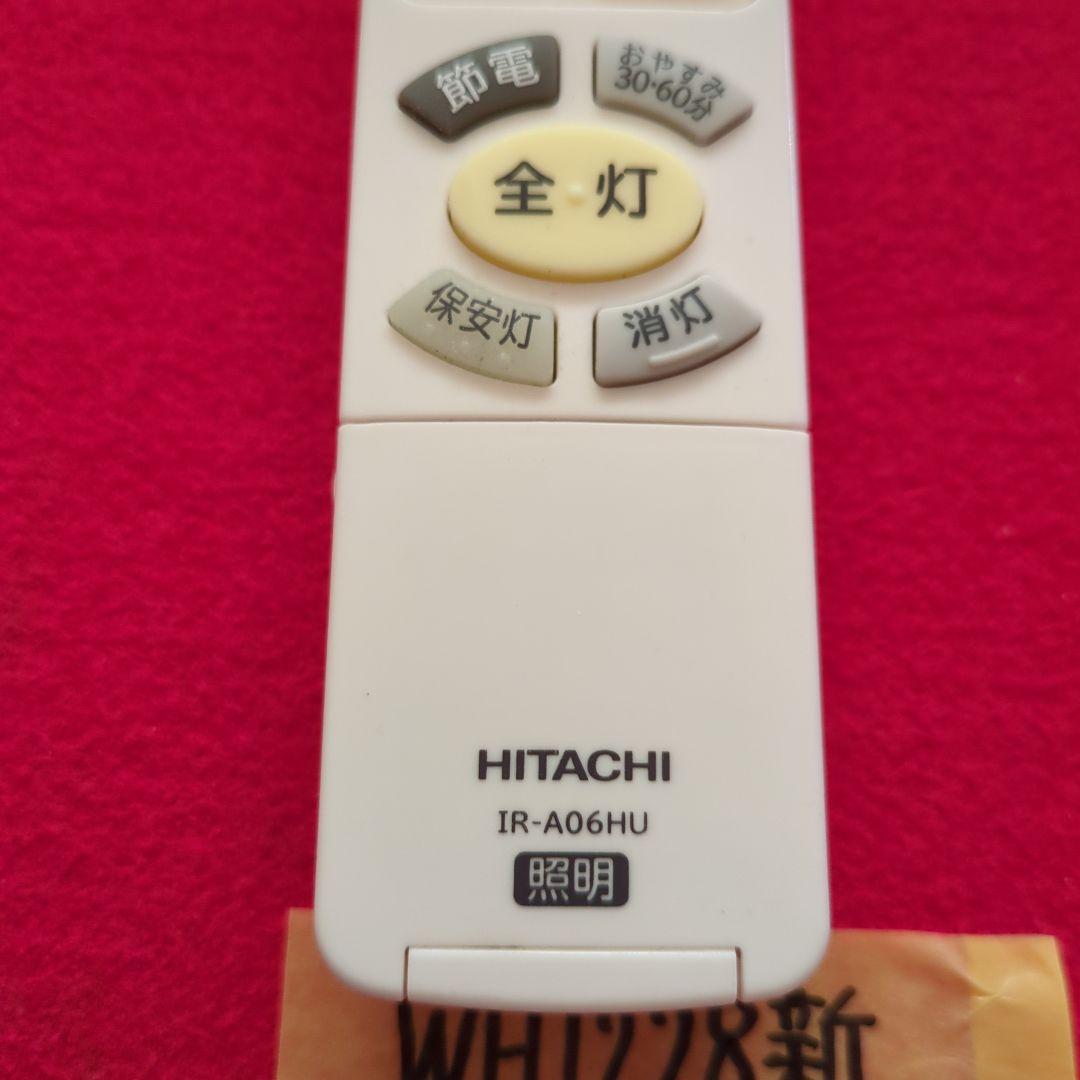 節電
おやすみ
30・60分
全灯
保安灯
消灯
HITACHI
IR-A06HU
照明
WH1228新